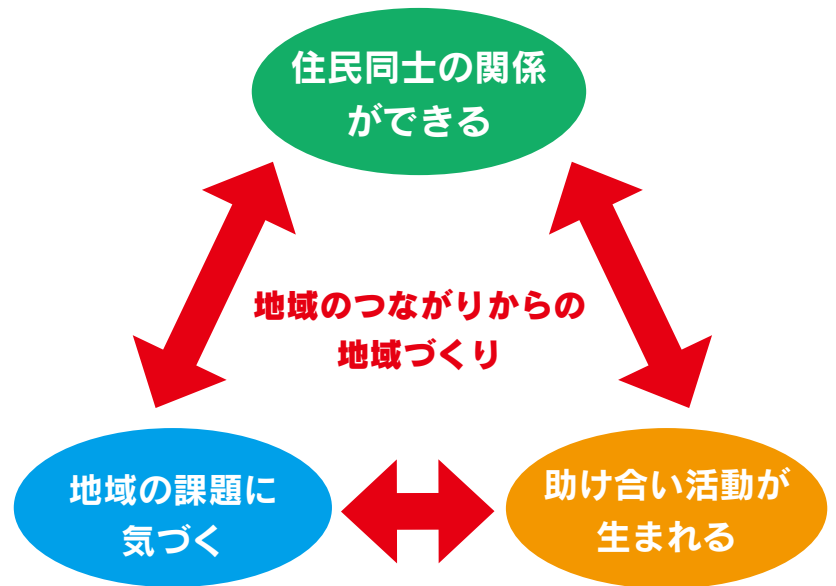 住民同士の関係
ができる
地域のつながりからの
地域づくり
地域の課題に
気づく
助け合い活動が
生まれる